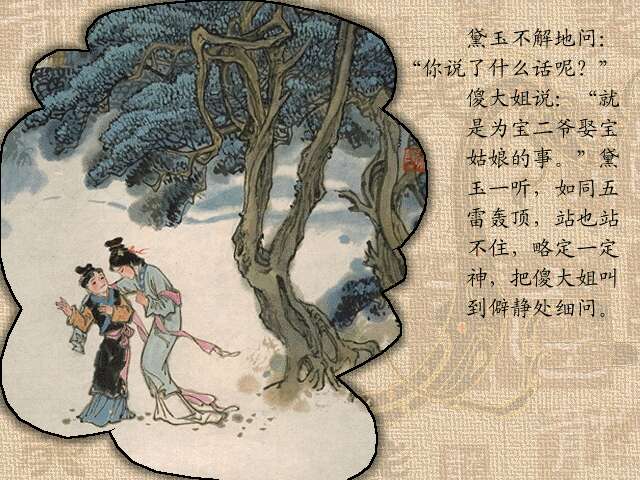 黛玉不解地问：
“你说了什么话呢？”
傻大姐说：“就
是为宝二爷娶宝
姑娘的事。”黛
玉一听，如同五
雷轰顶，站也站
不住，略定一定
神，把傻大姐叫
到僻静处细问。